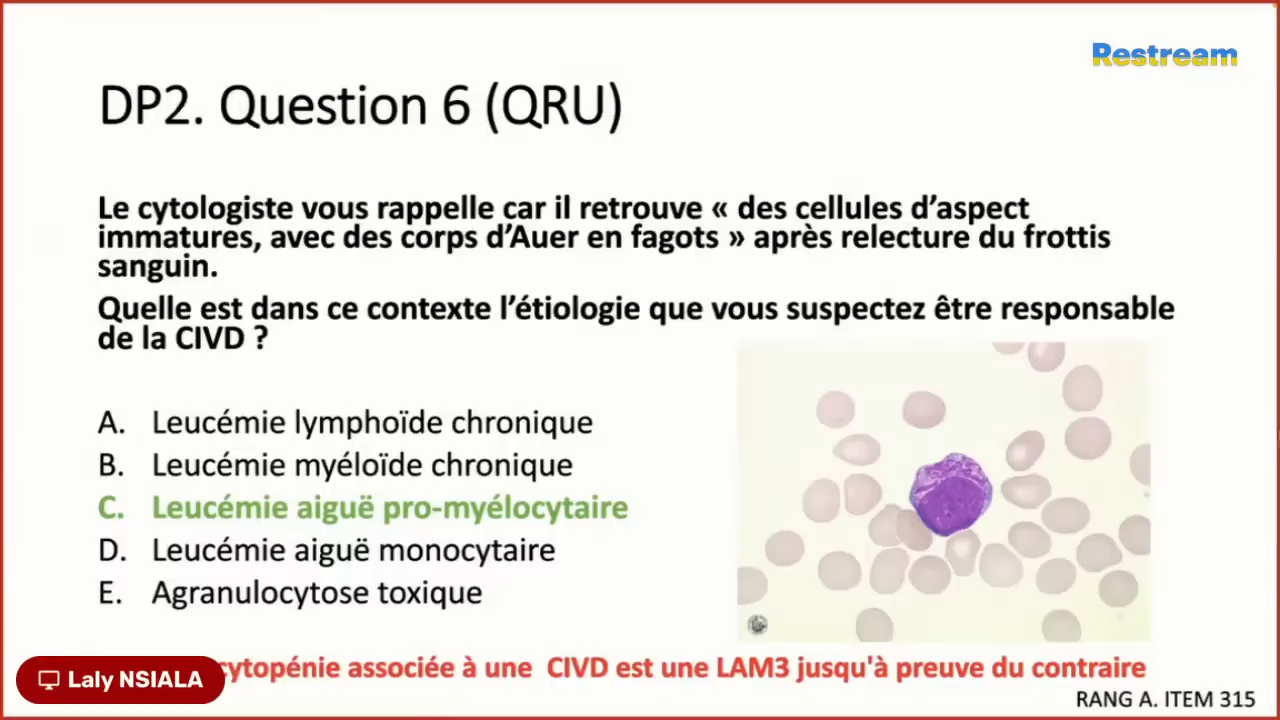 Restream
DP2. Question 6 (QRU)
Le cytologiste vous rappelle car il retrouve « des cellules d’aspect
immatures, avec des corps d’Auer en fagots » après relecture du frottis
sanguin.
Quelle est dans ce contexte l’étiologie que vous suspectez être responsable
de la CIVD ?
A. Leucémie lymphoïde chronique
B. Leucémie myéloïde chronique
C. Leucémie aiguë pro-myélocytaire
D. Leucémie aiguë monocytaire
E. Agranulocytose toxique
associée à une CIVD est une LAM3 jusqu'à preuve du contraire
Laly NSIALA
RANG A. ITEM 315